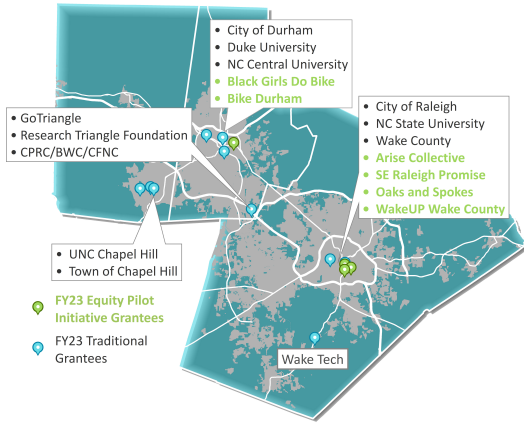 • City of Durham
• Duke University
• NC Central University
• Black Girls Do Bike
• Bike Durham
• GoTriangle
• Research Triangle Foundation
• CPRC/BWC/CFNC
• City of Raleigh
• NC State University
• Wake County
• Arise Collective
• SE Raleigh Promise
• Oaks and Spokes
• WakeUP Wake County
• UNC Chapel Hill
• Town of Chapel Hill
FY23 Equity Pilot
Initiative Grantees
FY23 Traditional
Grantees
Wake Tech